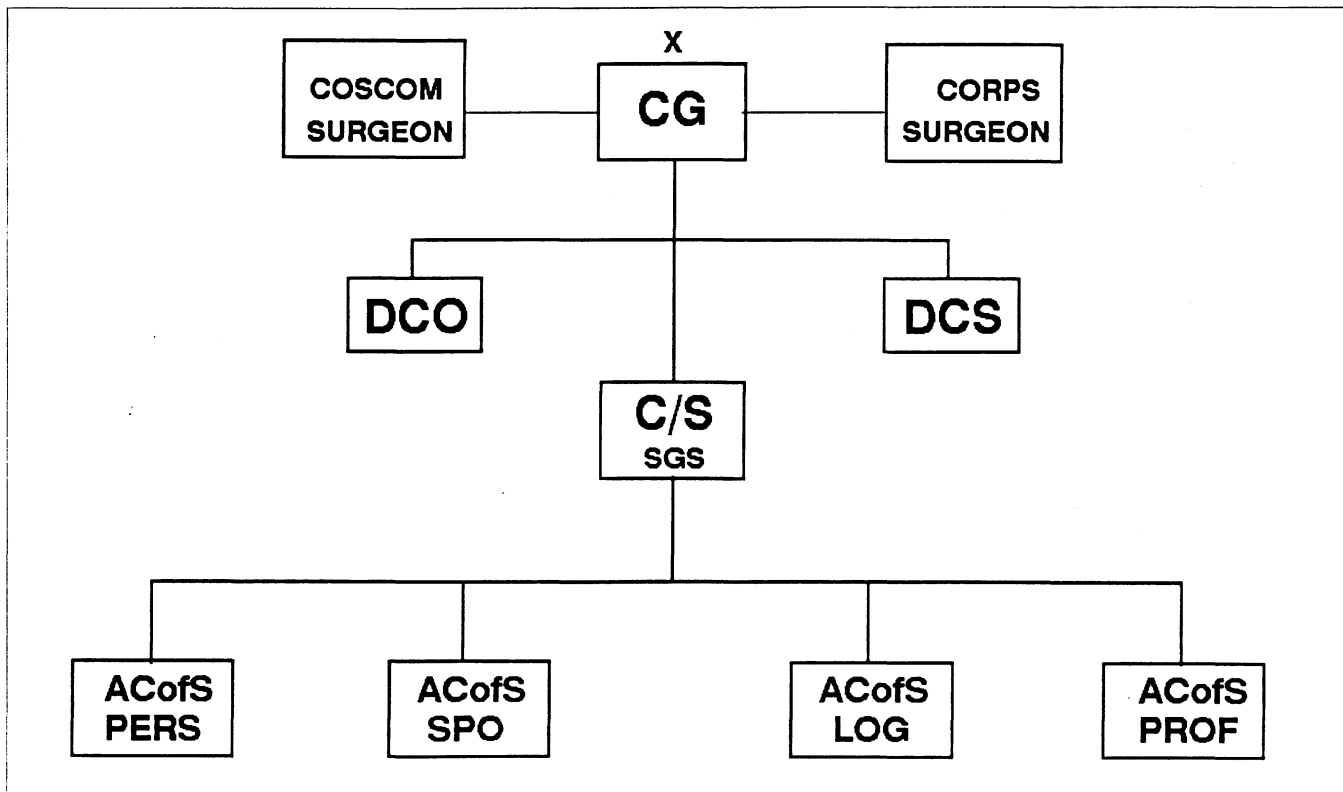 X
COSCOM
SURGEON
CG
CORPS
SURGEON
DCO
DCS
C/S
SGS
ACofS
PERS
ACofS
SPO
ACofS
LOG
ACofS
PROF